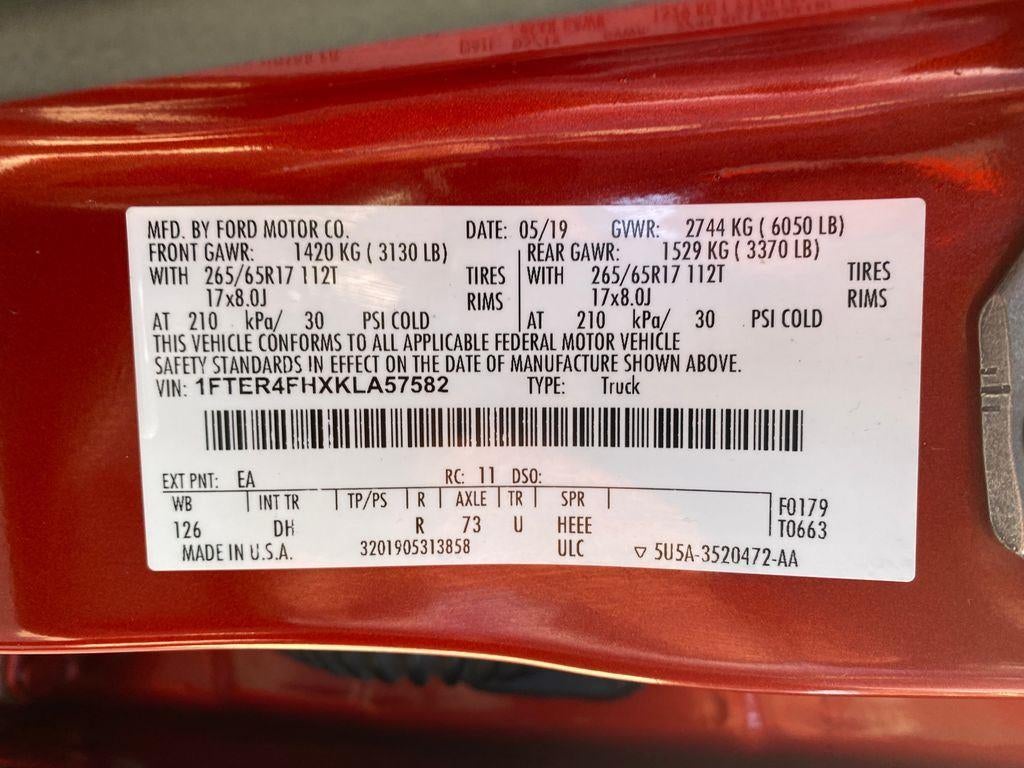 MFD. BY FORD MOTOR CO. DATE: 05/19 GVWR: 2744 KG ( 6050 LB)
FRONT GAWR: 1420 KG ( 3130 LB) REAR GAWR: 1529 KG ( 3370 LB)
WITH 265/65R17 112T TIRES WITH 265/65R17 112T TIRES
17x8.0J RIMS 17x8.0J RIMS
AT 210 kPa/ 30 PSI COLD AT 210 kPa/ 30 PSI COLD
THIS VEHICLE CONFORMS TO ALL APPLICABLE FEDERAL MOTOR VEHICLE
SAFETY STANDARDS IN EFFECT ON THE DATE OF MANUFACTURE SHOWN ABOVE.
VIN: 1FTER4FHXKLA57582 TYPE: Truck
EXT PNT: EA RC: 11 DSO:
WB INT TR TP/PS R AXLE TR SPR F0179
126 DH R 73 U HEEE T0663
MADE IN U.S.A. 3201905313858 ULC ▽ 5U5A-3520472-AA